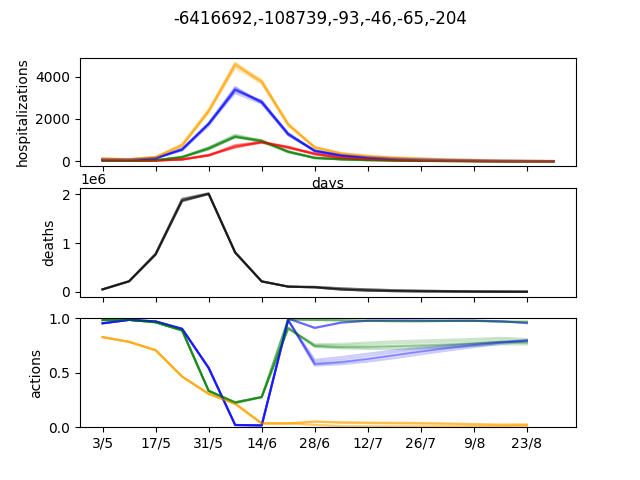 -6416692,-108739,-93,-46,-65,-204
hospitalizations
4000
2000
0
days
1e6
deaths
2
1
0
actions
1.0
0.5
0.0
3/5 17/5 31/5 14/6 28/6 12/7 26/7 9/8 23/8